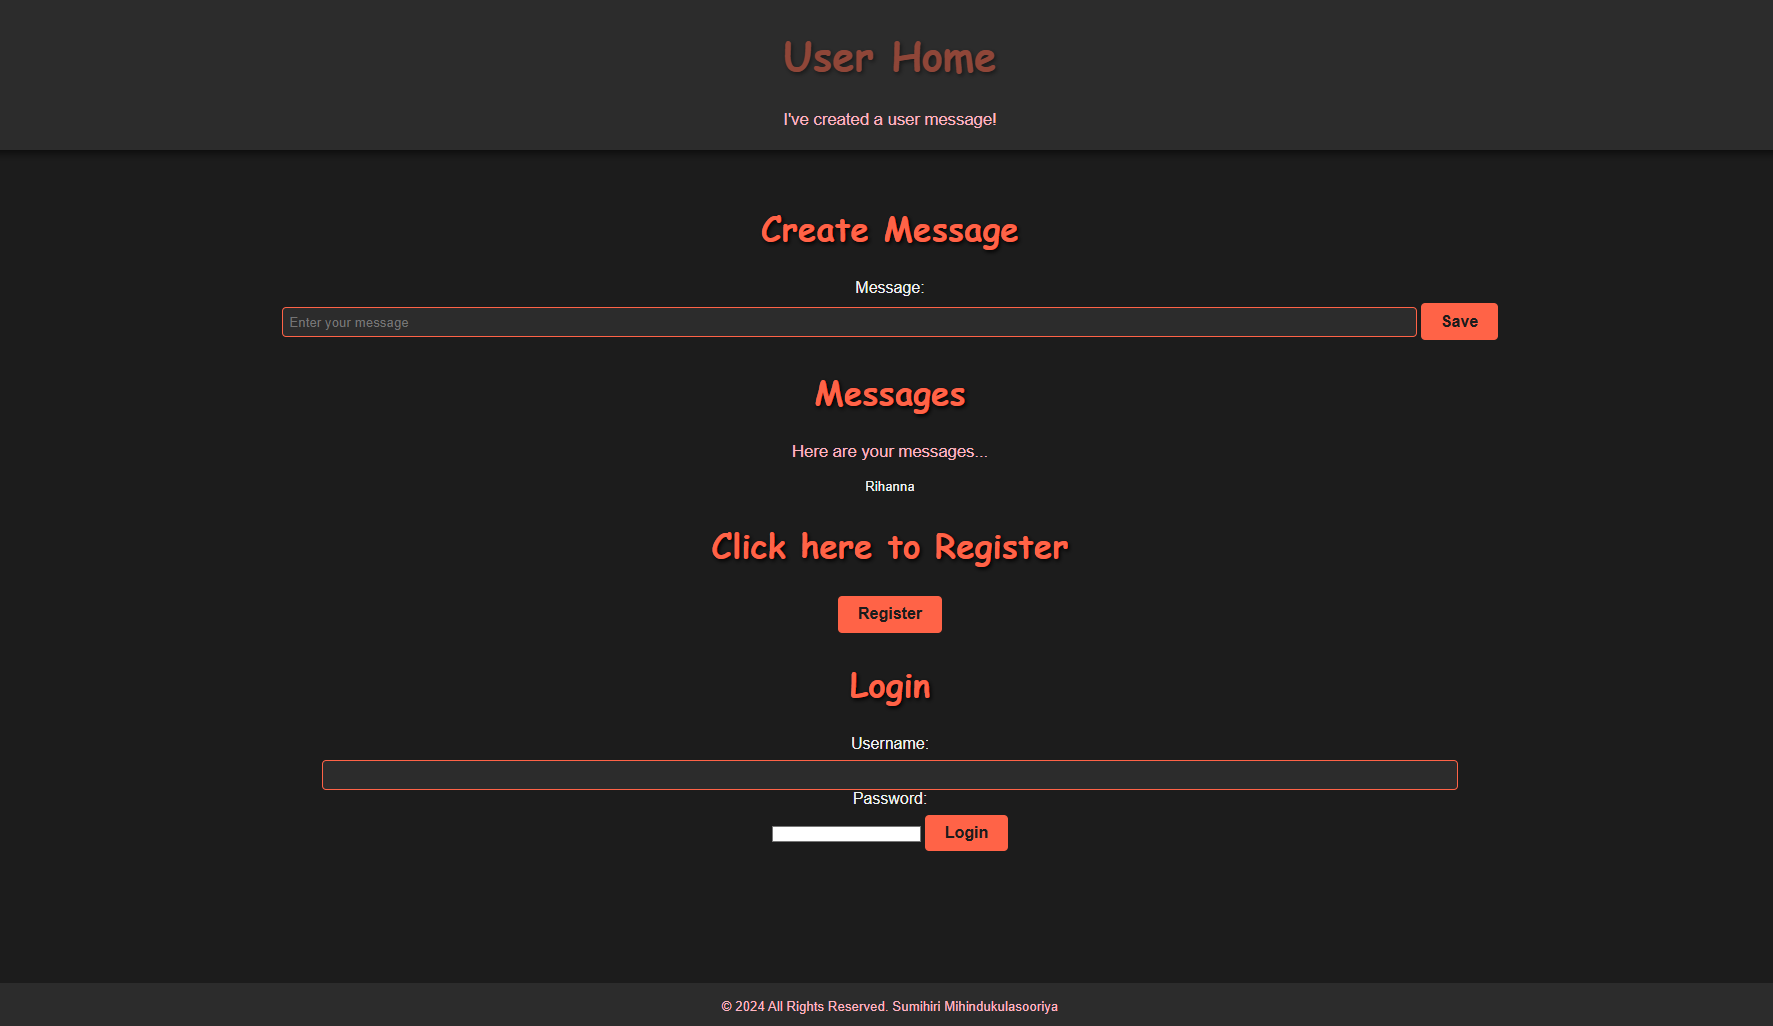 User Home
I've created a user message!
Create Message
Message:
Enter your message Save
Messages
Here are your messages...
Rihanna
Click here to Register
Register
Login
Username:
Password:
Login
© 2024 All Rights Reserved. Sumihiri Mihindukulasooriya